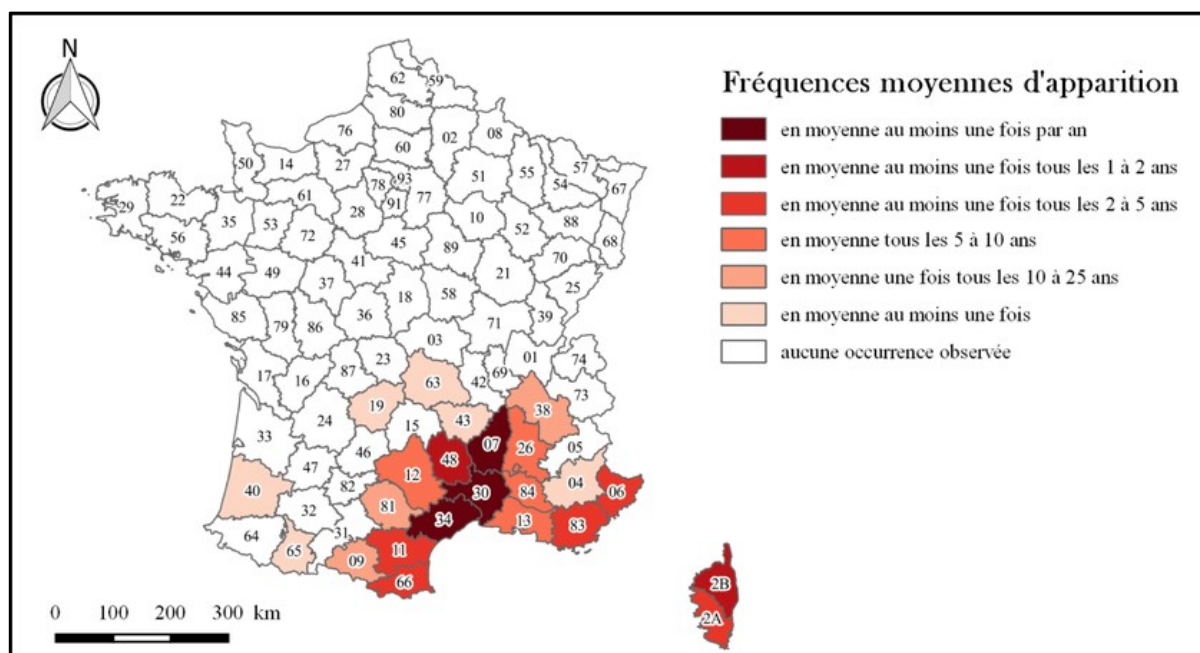 N
Fréquences moyennes d'apparition
en moyenne au moins une fois par an
en moyenne au moins une fois tous les 1 à 2 ans
en moyenne au moins une fois tous les 2 à 5 ans
en moyenne tous les 5 à 10 ans
en moyenne une fois tous les 10 à 25 ans
en moyenne au moins une fois
aucune occurrence observée
62 59
80
76 02 08
60
50 14 27 57
78 93 51 55 54 67
61 77
29 22 91
35 53 28 10 88
56 72 52 68
45 89
41 70
44 49 21 25
37
18 58
85 79 86 36 39
71
03
23 01 74
17 16 87 42 69
63 73
19 38
24 43
15 07
33 05
46 48 26
47 12
40 82 30 84 04 06
32 81
34 13 83
64 31
65 09 11
66
2B
2A
0 100 200 300 km